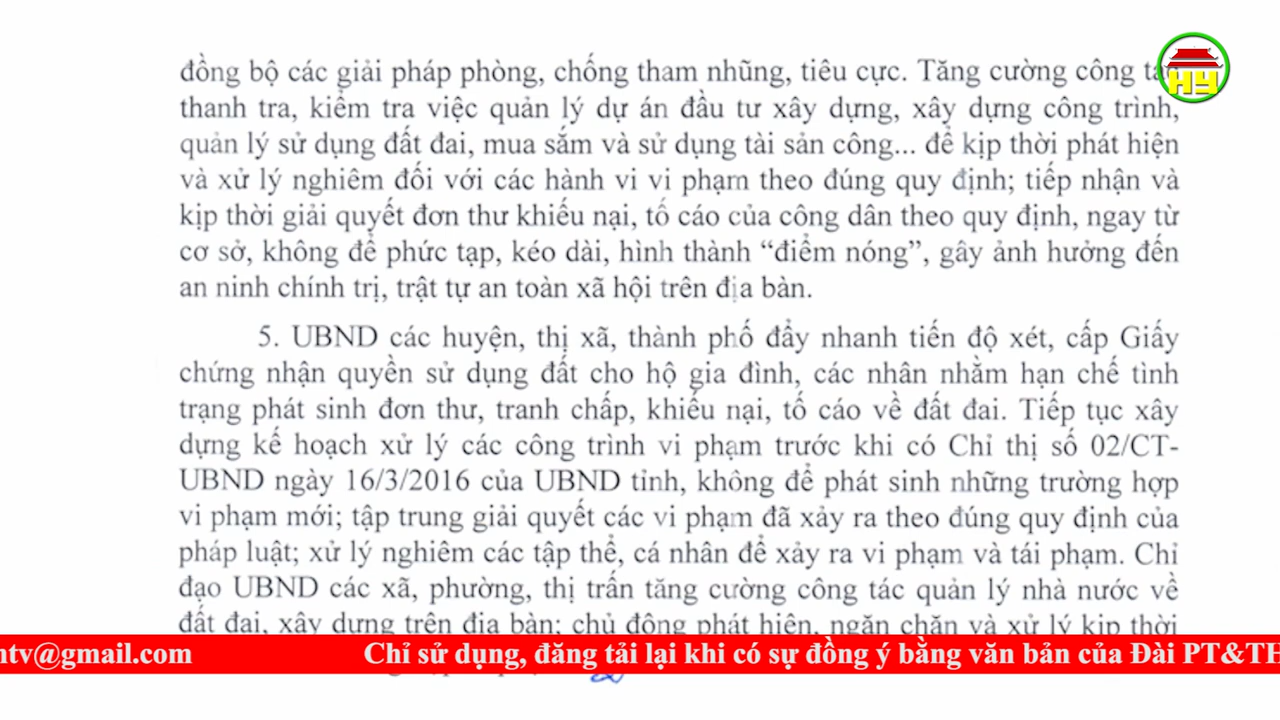 đồng bộ các giải pháp phòng, chống tham nhũng, tiêu cực. Tăng cường công tác
thanh tra, kiểm tra việc quản lý dự án đầu tư xây dựng, xây dựng công trình,
quản lý sử dụng đất đai, mua sắm và sử dụng tài sản công... để kịp thời phát hiện
và xử lý nghiêm đối với các hành vi vi phạm theo đúng quy định; tiếp nhận và
kịp thời giải quyết đơn thư khiếu nại, tố cáo của công dân theo quy định, ngay từ
cơ sở, không để phức tạp, kéo dài, hình thành “điểm nóng”, gây ảnh hưởng đến
an ninh chính trị, trật tự an toàn xã hội trên địa bàn.
5. UBND các huyện, thị xã, thành phố đẩy nhanh tiến độ xét, cấp Giấy
chứng nhận quyền sử dụng đất cho hộ gia đình, các nhân nhằm hạn chế tình
trạng phát sinh đơn thư, tranh chấp, khiếu nại, tố cáo về đất đai. Tiếp tục xây
dựng kế hoạch xử lý các công trình vi phạm trước khi có Chỉ thị số 02/CT-
UBND ngày 16/3/2016 của UBND tỉnh, không để phát sinh những trường hợp
vi phạm mới; tập trung giải quyết các vi phạm đã xảy ra theo đúng quy định của
pháp luật; xử lý nghiêm các tập thể, cá nhân để xảy ra vi phạm và tái phạm. Chỉ
đạo UBND các xã, phường, thị trấn tăng cường công tác quản lý nhà nước về
đất đai, xây dựng trên địa bàn; chủ động phát hiện, ngăn chặn và xử lý kịp thời
HY
ntv@gmail.com Chỉ sử dụng, đăng tải lại khi có sự đồng ý bằng văn bản của Đài PT&TH